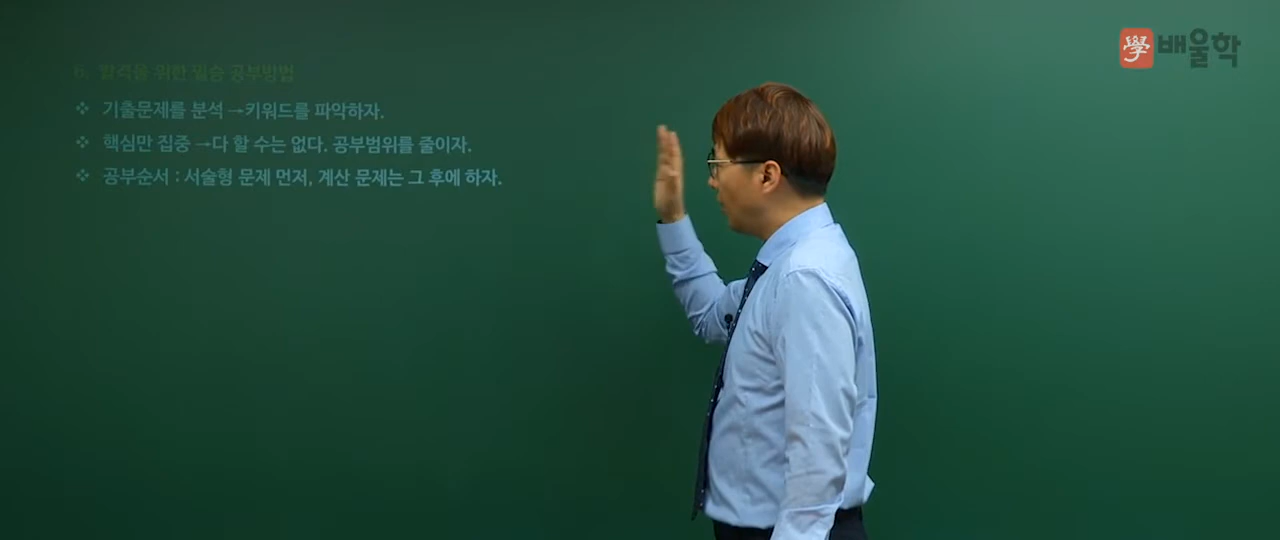 學 배울학
6. 합격을 위한 필승 공부방법
❖ 기출문제를 분석 →키워드를 파악하자.
❖ 핵심만 집중 →다 할 수는 없다. 공부범위를 줄이자.
❖ 공부순서 : 서술형 문제 먼저, 계산 문제는 그 후에 하자.